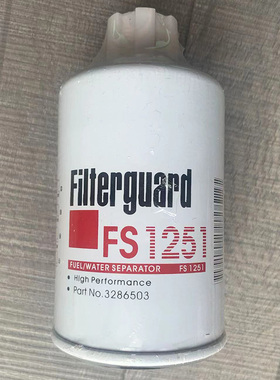 Filterguard
FS 1251
FUEL/WATER SEPARATOR FS 1251
• High Performance
• Part No.3286503